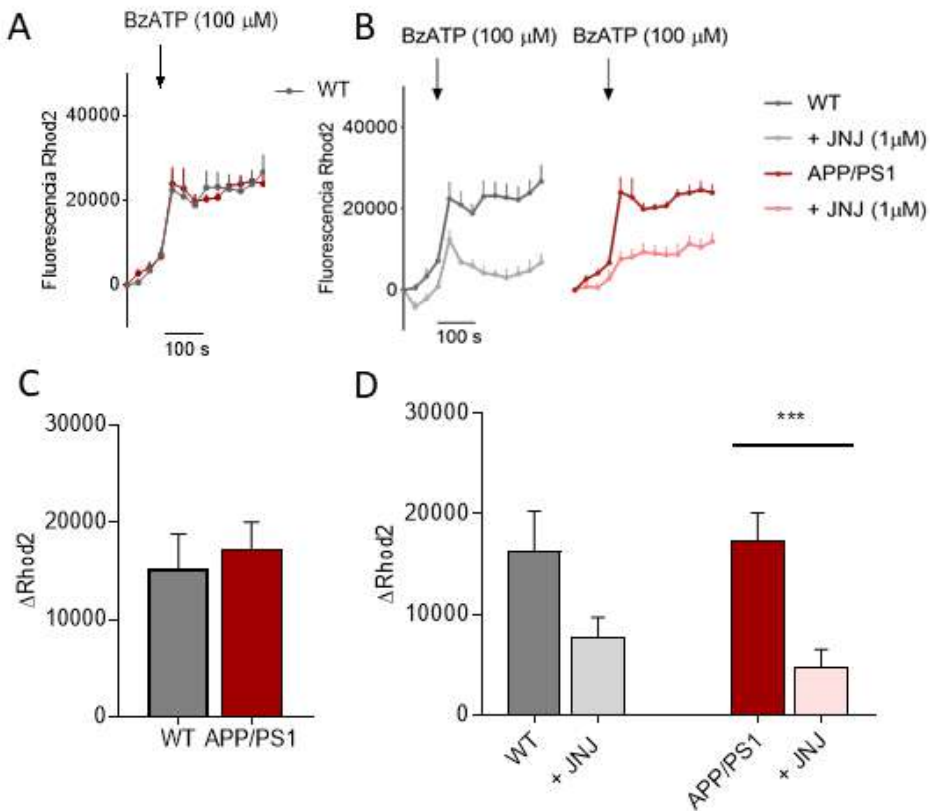 A
BzATP (100 μM)
WT
Fluorescencia Rhod2
40000
20000
0
100 s
B
BzATP (100 μM)
BzATP (100 μM)
Fluorescencia Rhod2
40000
20000
0
100 s
WT
+ JNJ (1μM)
APP/PS1
+ JNJ (1μM)
C
ΔRhod2
30000
20000
10000
0
WT
APP/PS1
D
ΔRhod2
30000
20000
10000
0
***
WT
+ JNJ
APP/PS1
+ JNJ